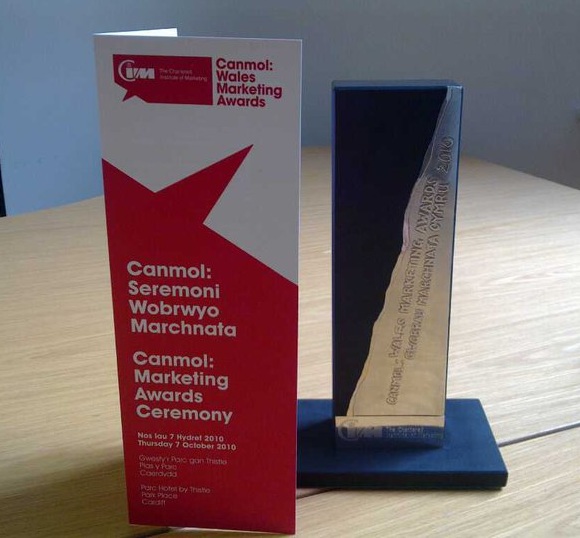 CIM
The Chartered
Institute of Marketing
Canmol:
Wales
Marketing
Awards
Canmol:
Seremoni
Wobrwyo
Marchnata
Canmol:
Marketing
Awards
Ceremony
Nos Iau 7 Hydref 2010
Thursday 7 October 2010
Gwesty'r Parc gan Thistle
Plas y Parc
Caerdydd
Parc Hotel by Thistle
Park Place
Cardiff
CANMOL: WALES MARKETING AWARDS 2010
GWOBRAU MARCHNATA CYMRU
CIM
The Chartered
Institute of Marketing